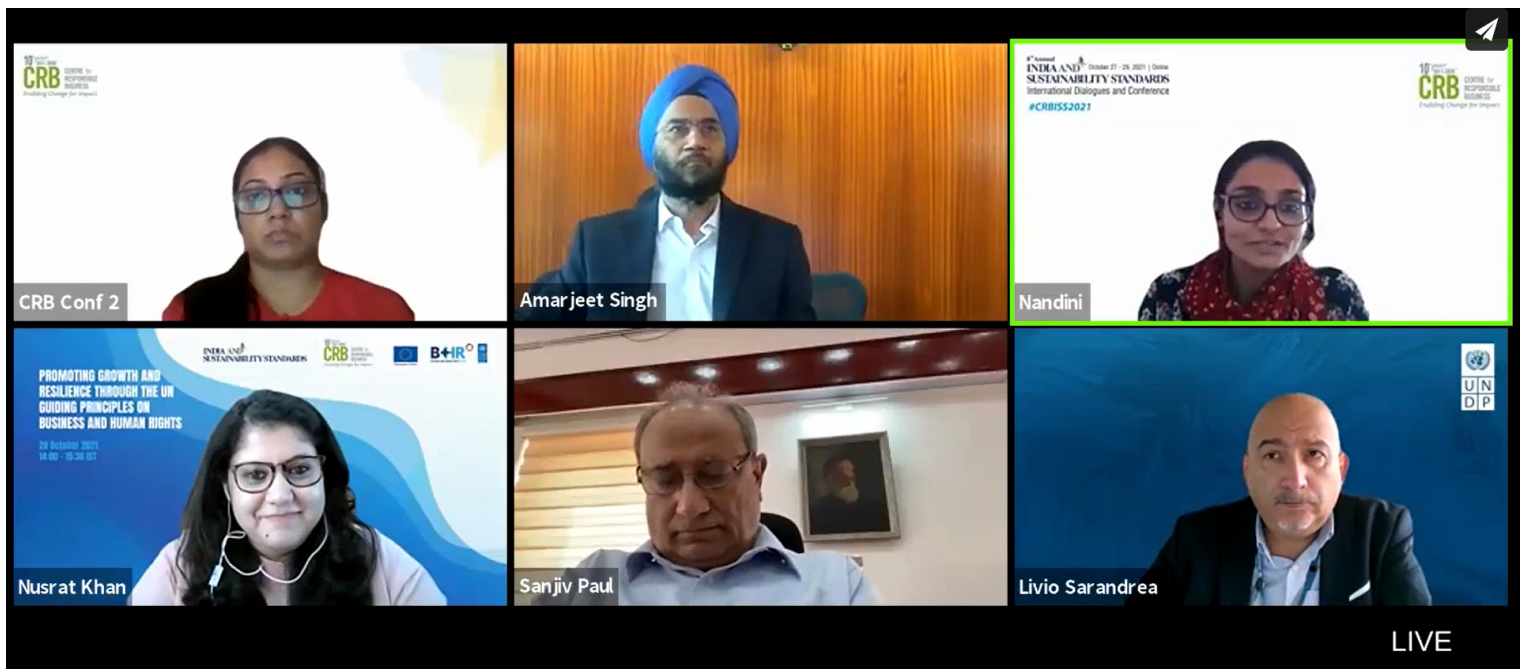 CRB
CENTRE for
RESPONSIBLE
BUSINESS
Enabling Change for Impact
CRB Conf 2
Amarjeet Singh
8th Annual
INDIA AND October 27 - 29, 2021 | Online
SUSTAINABILITY STANDARDS
International Dialogues and Conference
#CRBISS2021
CRB
CENTRE for
RESPONSIBLE
BUSINESS
Enabling Change for Impact
Nandini
INDIA AND
SUSTAINABILITY STANDARDS
CRB
B+HR
PROMOTING GROWTH AND
RESILIENCE THROUGH THE UN
GUIDING PRINCIPLES ON
BUSINESS AND HUMAN RIGHTS
28 October 2021
14:00 - 15:30 IST
Nusrat Khan
Sanjiv Paul
U N
D P
Livio Sarandrea
LIVE